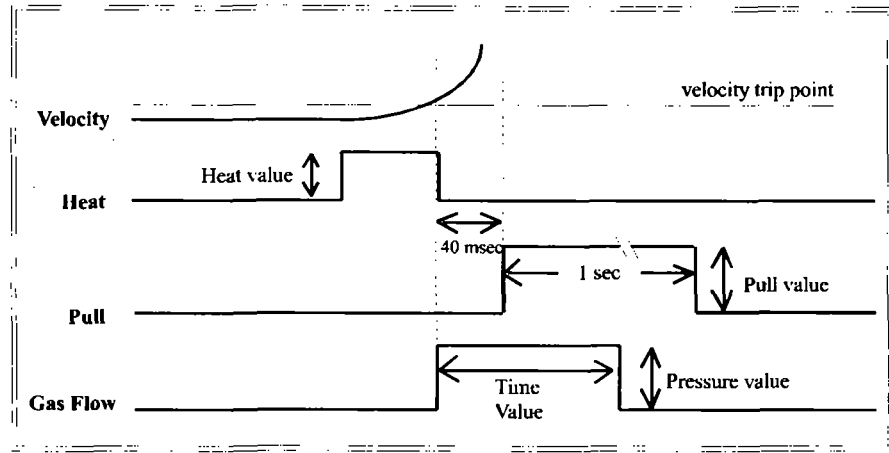 velocity trip point
Velocity
Heat value
Heat
40 msec
1 sec
Pull value
Pull
Time
Value
Pressure value
Gas Flow